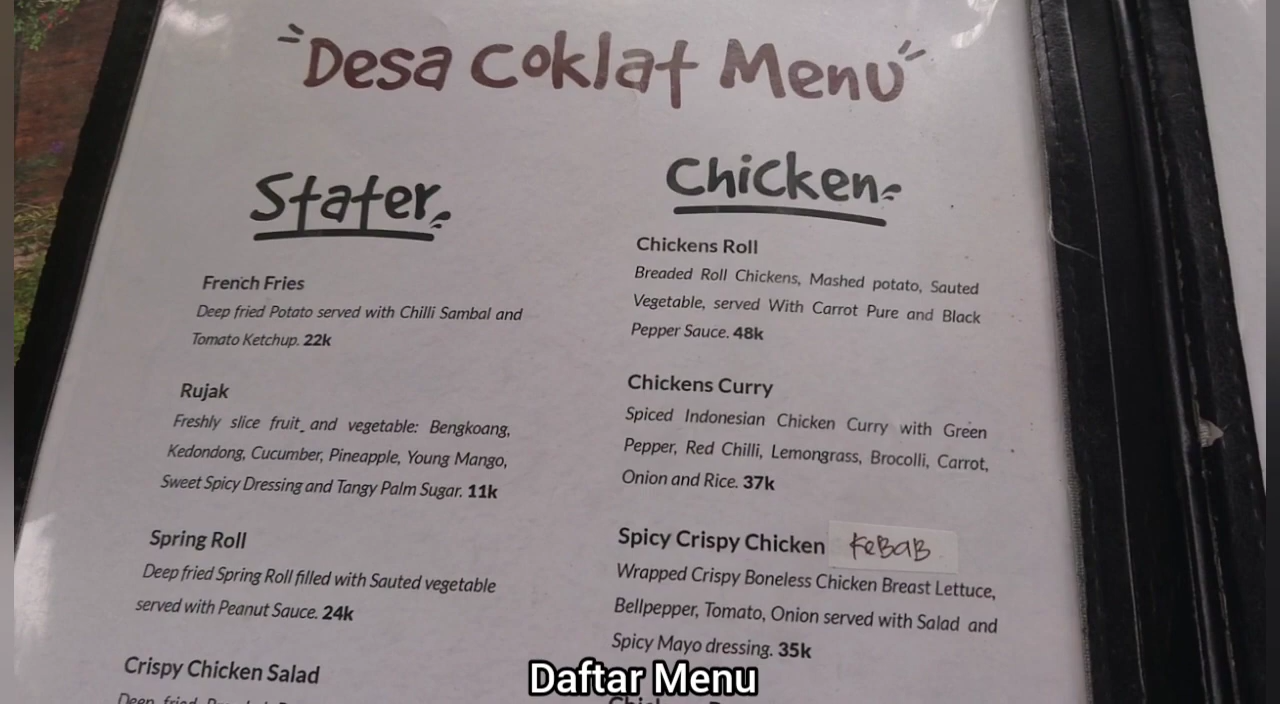 Desa Coklat Menu
Stater
French Fries
Deep fried Potato served with Chilli Sambal and
Tomato Ketchup. 22k
Rujak
Freshly slice fruit and vegetable: Bengkoang,
Kedondong, Cucumber, Pineapple, Young Mango,
Sweet Spicy Dressing and Tangy Palm Sugar. 11k
Spring Roll
Deep fried Spring Roll filled with Sauted vegetable
served with Peanut Sauce. 24k
Crispy Chicken Salad
Deep fried
Chicken
Chickens Roll
Breaded Roll Chickens, Mashed potato, Sauted
Vegetable, served With Carrot Pure and Black
Pepper Sauce. 48k
Chickens Curry
Spiced Indonesian Chicken Curry with Green
Pepper, Red Chilli, Lemongrass, Brocolli, Carrot,
Onion and Rice. 37k
Spicy Crispy Chicken KeBaB
Wrapped Crispy Boneless Chicken Breast Lettuce,
Bellpepper, Tomato, Onion served with Salad and
Spicy Mayo dressing. 35k
Daftar Menu